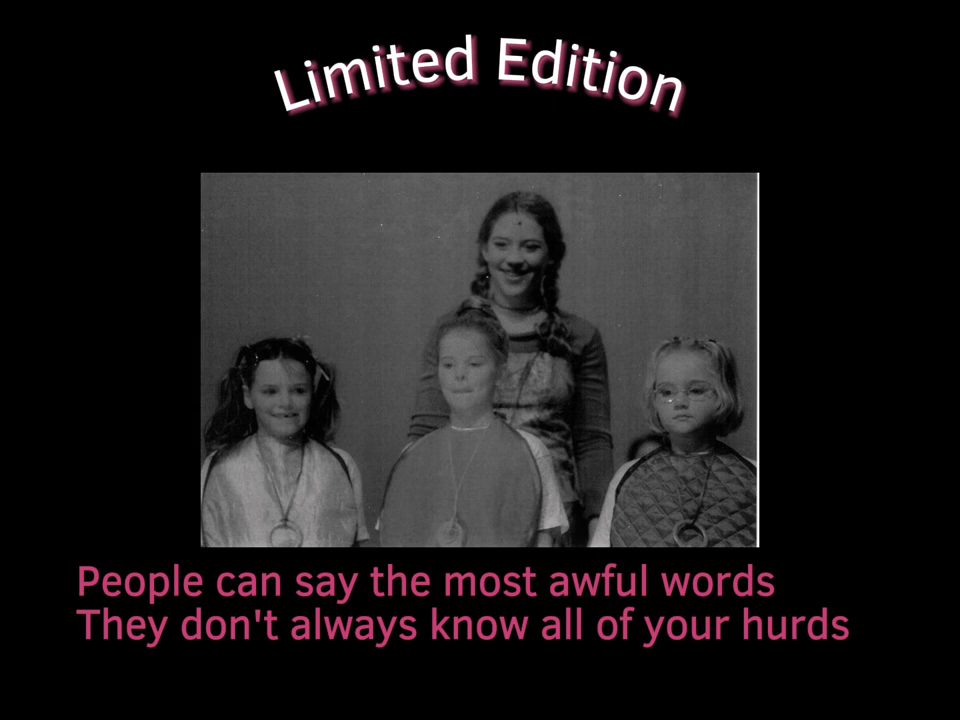 Limited Edition
People can say the most awful words
They don't always know all of your hurds